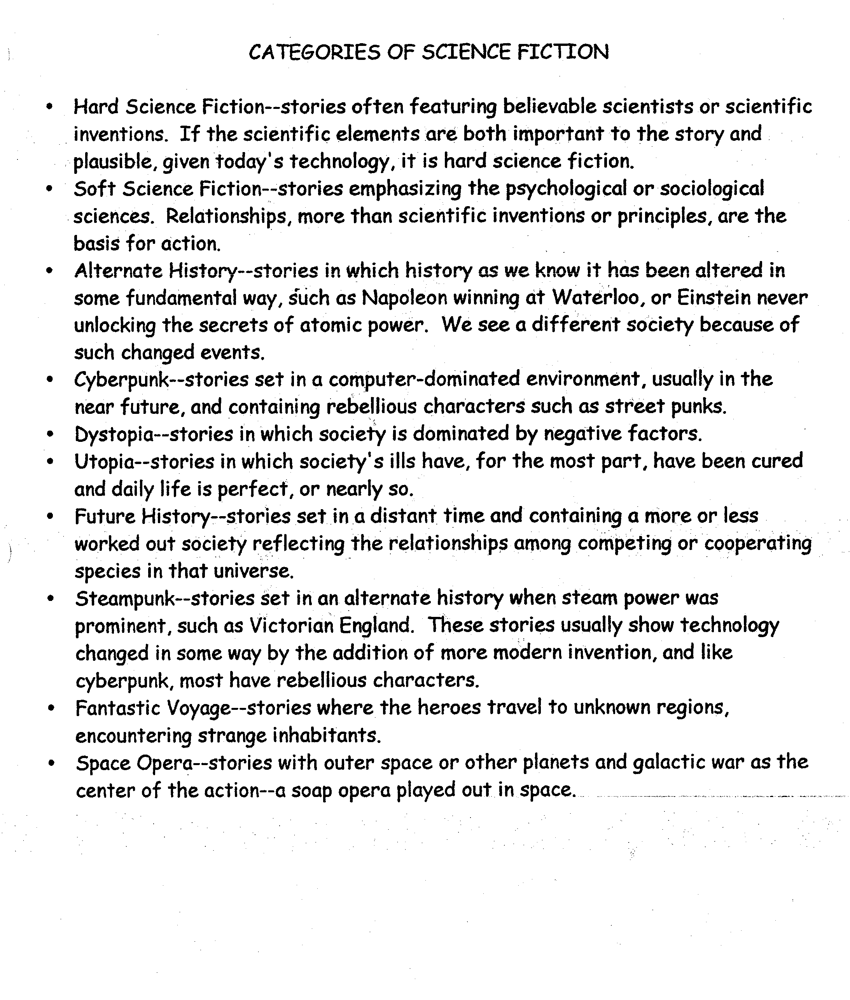 CATEGORIES OF SCIENCE FICTION
• Hard Science Fiction--stories often featuring believable scientists or scientific
inventions. If the scientific elements are both important to the story and
plausible, given today's technology, it is hard science fiction.
• Soft Science Fiction--stories emphasizing the psychological or sociological
sciences. Relationships, more than scientific inventions or principles, are the
basis for action.
• Alternate History--stories in which history as we know it has been altered in
some fundamental way, such as Napoleon winning at Waterloo, or Einstein never
unlocking the secrets of atomic power. We see a different society because of
such changed events.
• Cyberpunk--stories set in a computer-dominated environment, usually in the
near future, and containing rebellious characters such as street punks.
• Dystopia--stories in which society is dominated by negative factors.
• Utopia--stories in which society's ills have, for the most part, have been cured
and daily life is perfect, or nearly so.
• Future History--stories set in a distant time and containing a more or less
worked out society reflecting the relationships among competing or cooperating
species in that universe.
• Steampunk--stories set in an alternate history when steam power was
prominent, such as Victorian England. These stories usually show technology
changed in some way by the addition of more modern invention, and like
cyberpunk, most have rebellious characters.
• Fantastic Voyage--stories where the heroes travel to unknown regions,
encountering strange inhabitants.
• Space Opera--stories with outer space or other planets and galactic war as the
center of the action--a soap opera played out in space.